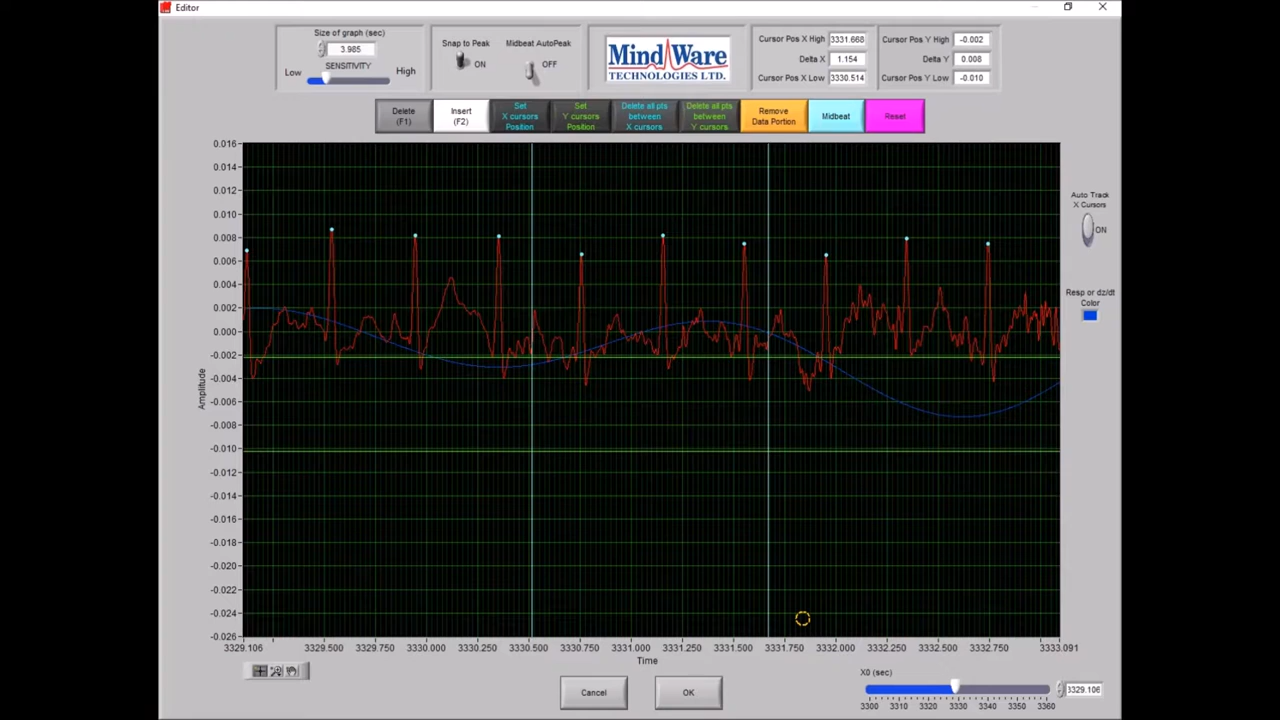 Editor
Size of graph (sec)
3.985
SENSITIVITY
Low
High
Snap to Peak
ON
Midbeat AutoPeak
OFF
MindWare
TECHNOLOGIES LTD.
Cursor Pos X High 3331.668
Delta X 1.154
Cursor Pos X Low 3330.514
Cursor Pos Y High -0.002
Delta Y 0.008
Cursor Pos Y Low -0.010
Delete
(F1)
Insert
(F2)
Set
X cursors
Position
Set
Y cursors
Position
Delete all pts
between
X cursors
Delete all pts
between
Y cursors
Remove
Data Portion
Midbeat
Reset
0.016
0.014
0.012
0.010
0.008
0.006
0.004
0.002
0.000
-0.002
-0.004
-0.006
-0.008
-0.010
-0.012
-0.014
-0.016
-0.018
-0.020
-0.022
-0.024
-0.026
Amplitude
3329.106 3329.500 3329.750 3330.000 3330.250 3330.500 3330.750 3331.000 3331.250 3331.500 3331.750 3332.000 3332.250 3332.500 3332.750 3333.091
Time
Auto Track
X Cursors
ON
Resp or dz/dt
Color
Cancel
OK
X0 (sec)
3329.106
3300 3310 3320 3330 3340 3350 3360